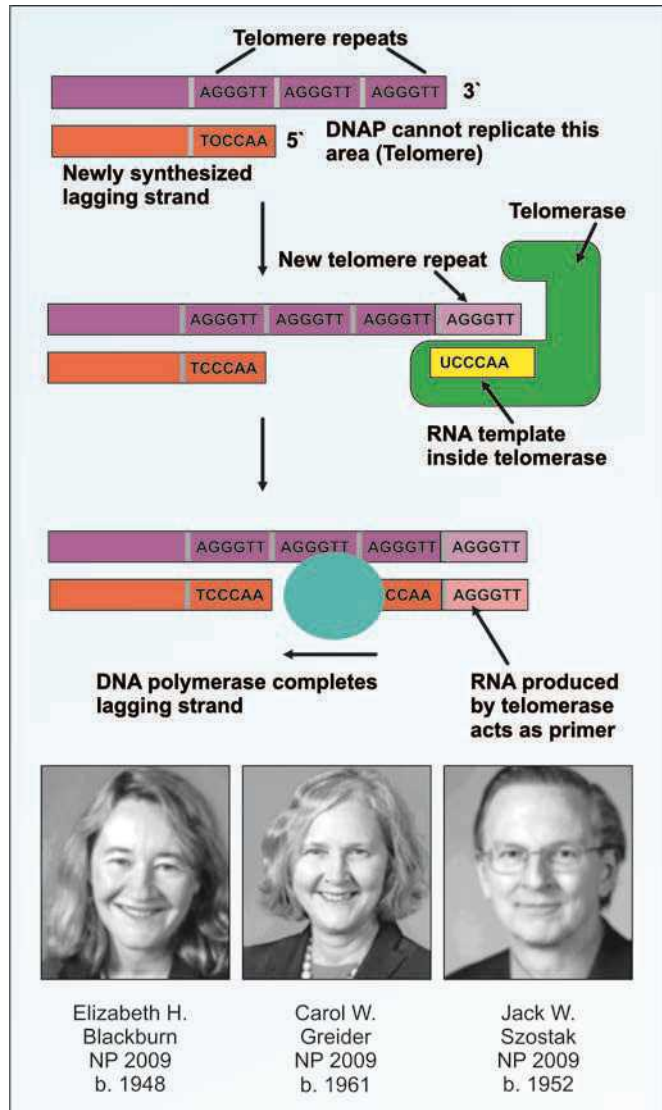 Telomere repeats
AGGGTT AGGGTT AGGGTT 3`
TOCCAA 5` DNAP cannot replicate this
area (Telomere)
Newly synthesized
lagging strand
Telomerase
New telomere repeat
AGGGTT AGGGTT AGGGTT AGGGTT
TCCCAA UCCCAA
RNA template
inside telomerase
AGGGTT AGGGTT AGGGTT AGGGTT
TCCCAA CCAA AGGGTT
DNA polymerase completes
lagging strand
RNA produced
by telomerase
acts as primer
Elizabeth H.
Blackburn
NP 2009
b. 1948
Carol W.
Greider
NP 2009
b. 1961
Jack W.
Szostak
NP 2009
b. 1952